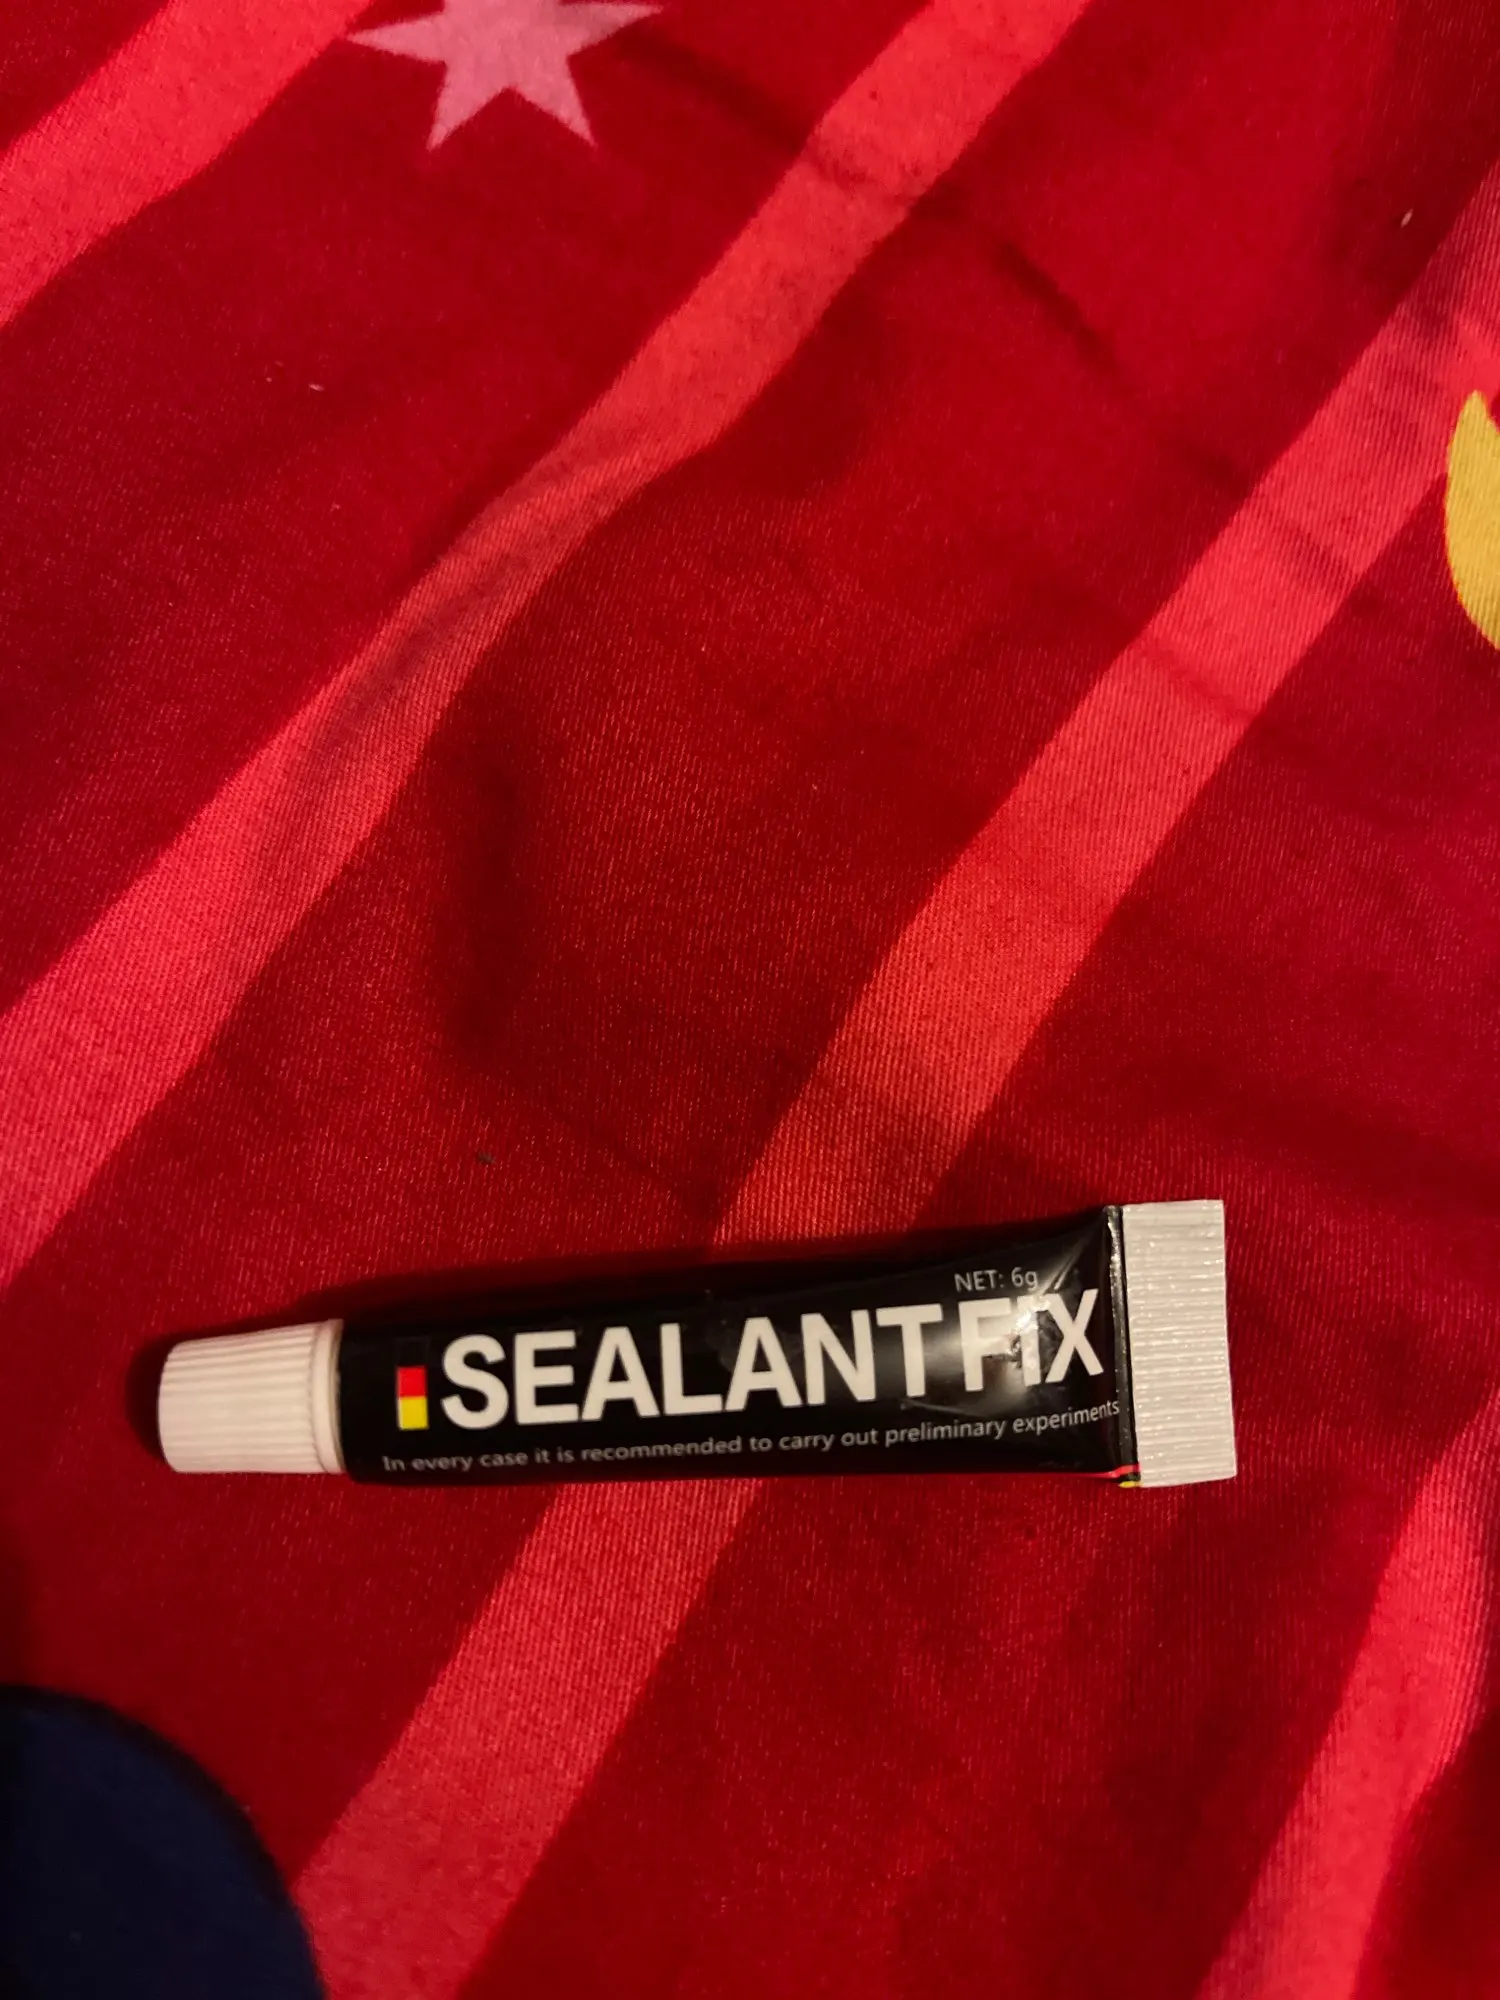 NET: 6g
SEALANT FIX
In every case it is recommended to carry out preliminary experiments